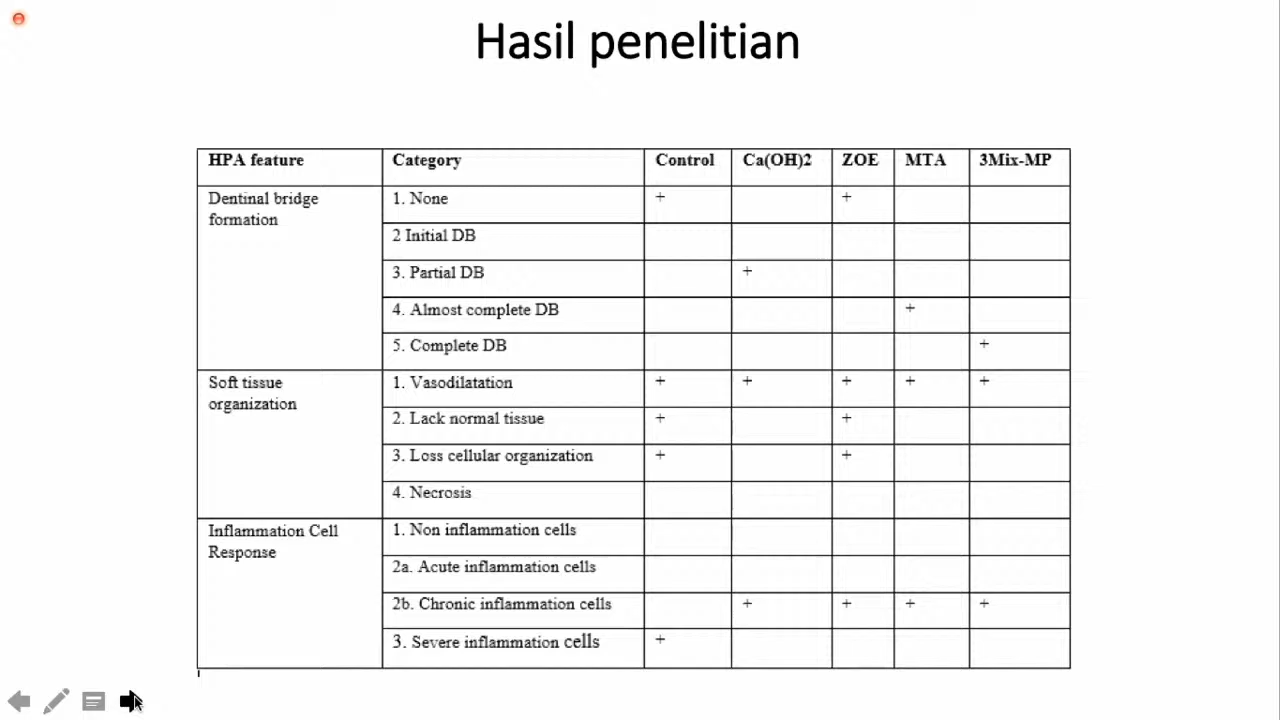 Hasil penelitian
HPA feature Category Control Ca(OH)2 ZOE MTA 3Mix-MP
Dentinal bridge 1. None + +
formation
2 Initial DB
3. Partial DB +
4. Almost complete DB +
5. Complete DB +
Soft tissue 1. Vasodilatation + + + + +
organization
2. Lack normal tissue + +
3. Loss cellular organization + +
4. Necrosis
Inflammation Cell 1. Non inflammation cells
Response
2a. Acute inflammation cells
2b. Chronic inflammation cells + + + +
3. Severe inflammation cells +